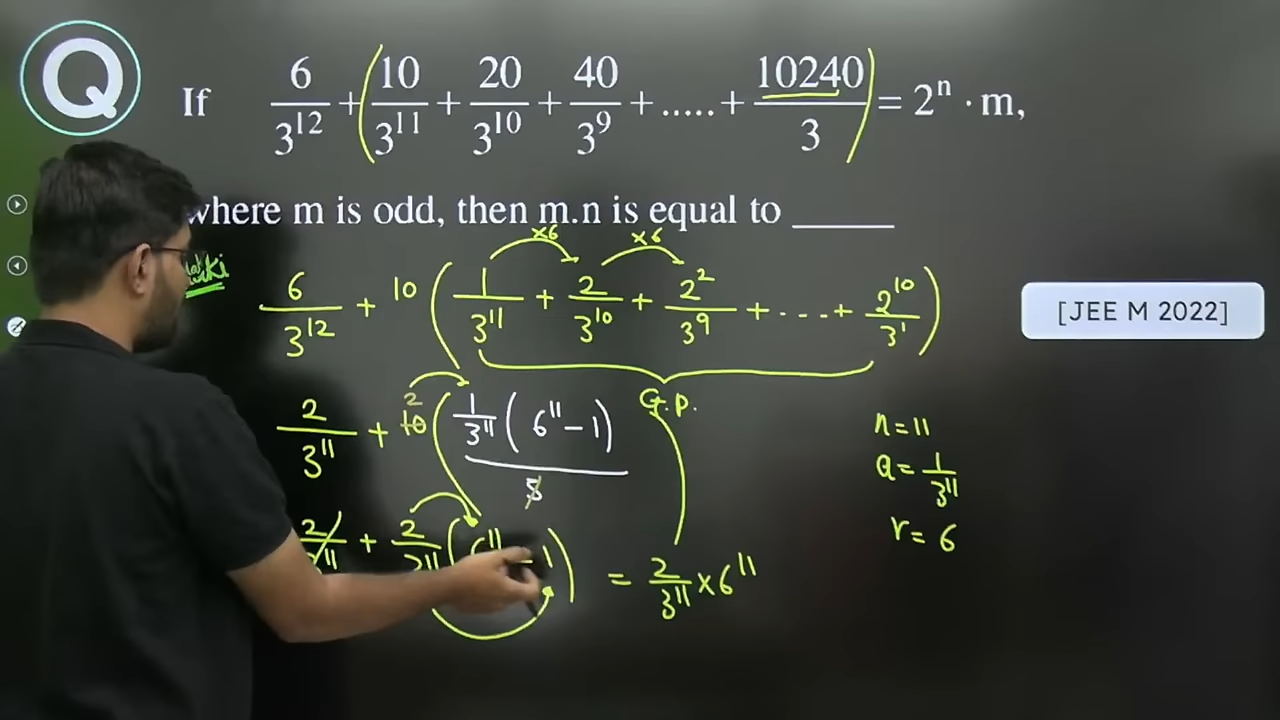 Q
If 6/3^12 + (10/3^11 + 20/3^10 + 40/3^9 + ..... + 10240/3) = 2^n · m,
where m is odd, then m.n is equal to ______
×6 ×6
6/3^12 + 10 (1/3^11 + 2/3^10 + 2^2/3^9 + - - - + 2^10/3^1)
[JEE M 2022]
G.P.
2/3^11 + 10 2 (1/3^11 (6^11 - 1) / 5)
n = 11
a = 1/3^11
r = 6
= 2/3^11 × 6^11